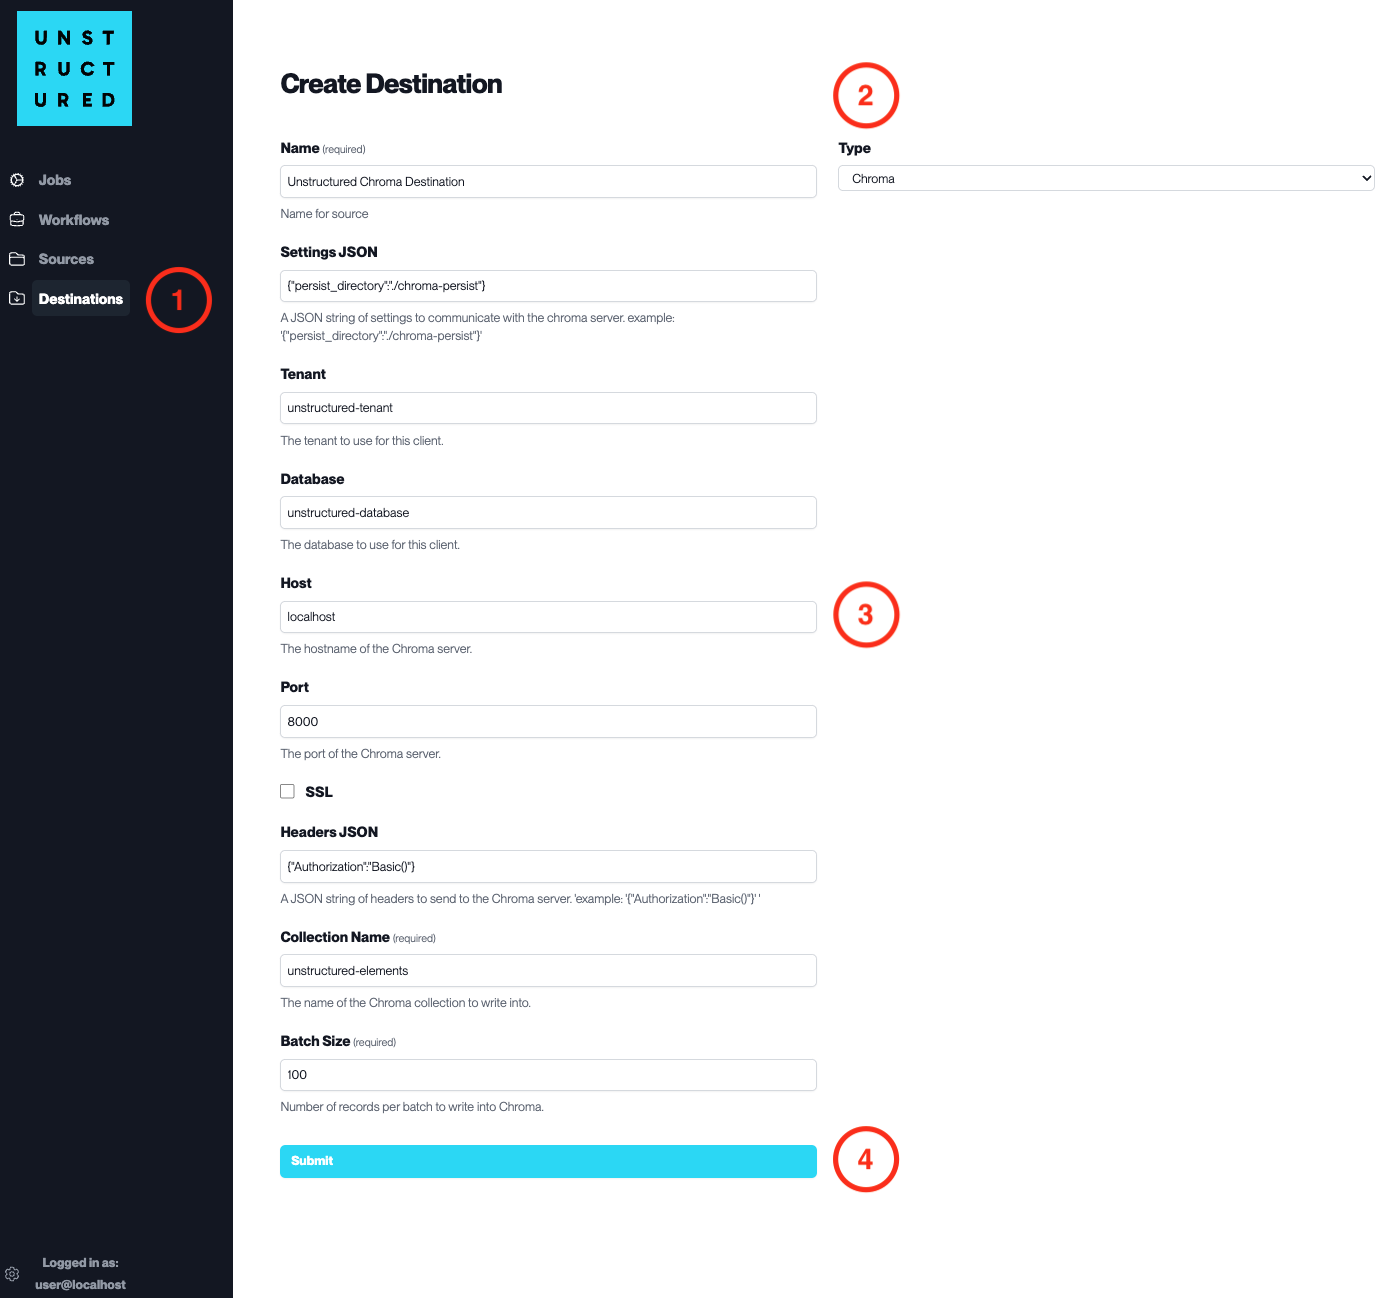 UNST
RUCT
URED
Jobs
Workflows
Sources
Destinations
1
Create Destination
2
Name (required)
Unstructured Chroma Destination
Name for source
Type
Chroma
Settings JSON
{"persist_directory":"./chroma-persist"}
A JSON string of settings to communicate with the chroma server. example:
'{"persist_directory":"./chroma-persist"}'
Tenant
unstructured-tenant
The tenant to use for this client.
Database
unstructured-database
The database to use for this client.
Host
localhost
3
The hostname of the Chroma server.
Port
8000
The port of the Chroma server.
SSL
Headers JSON
{"Authorization":"Basic()"}
A JSON string of headers to send to the Chroma server. 'example: '{"Authorization":"Basic()"}' '
Collection Name (required)
unstructured-elements
The name of the Chroma collection to write into.
Batch Size (required)
100
Number of records per batch to write into Chroma.
Submit
4
Logged in as:
user@localhost